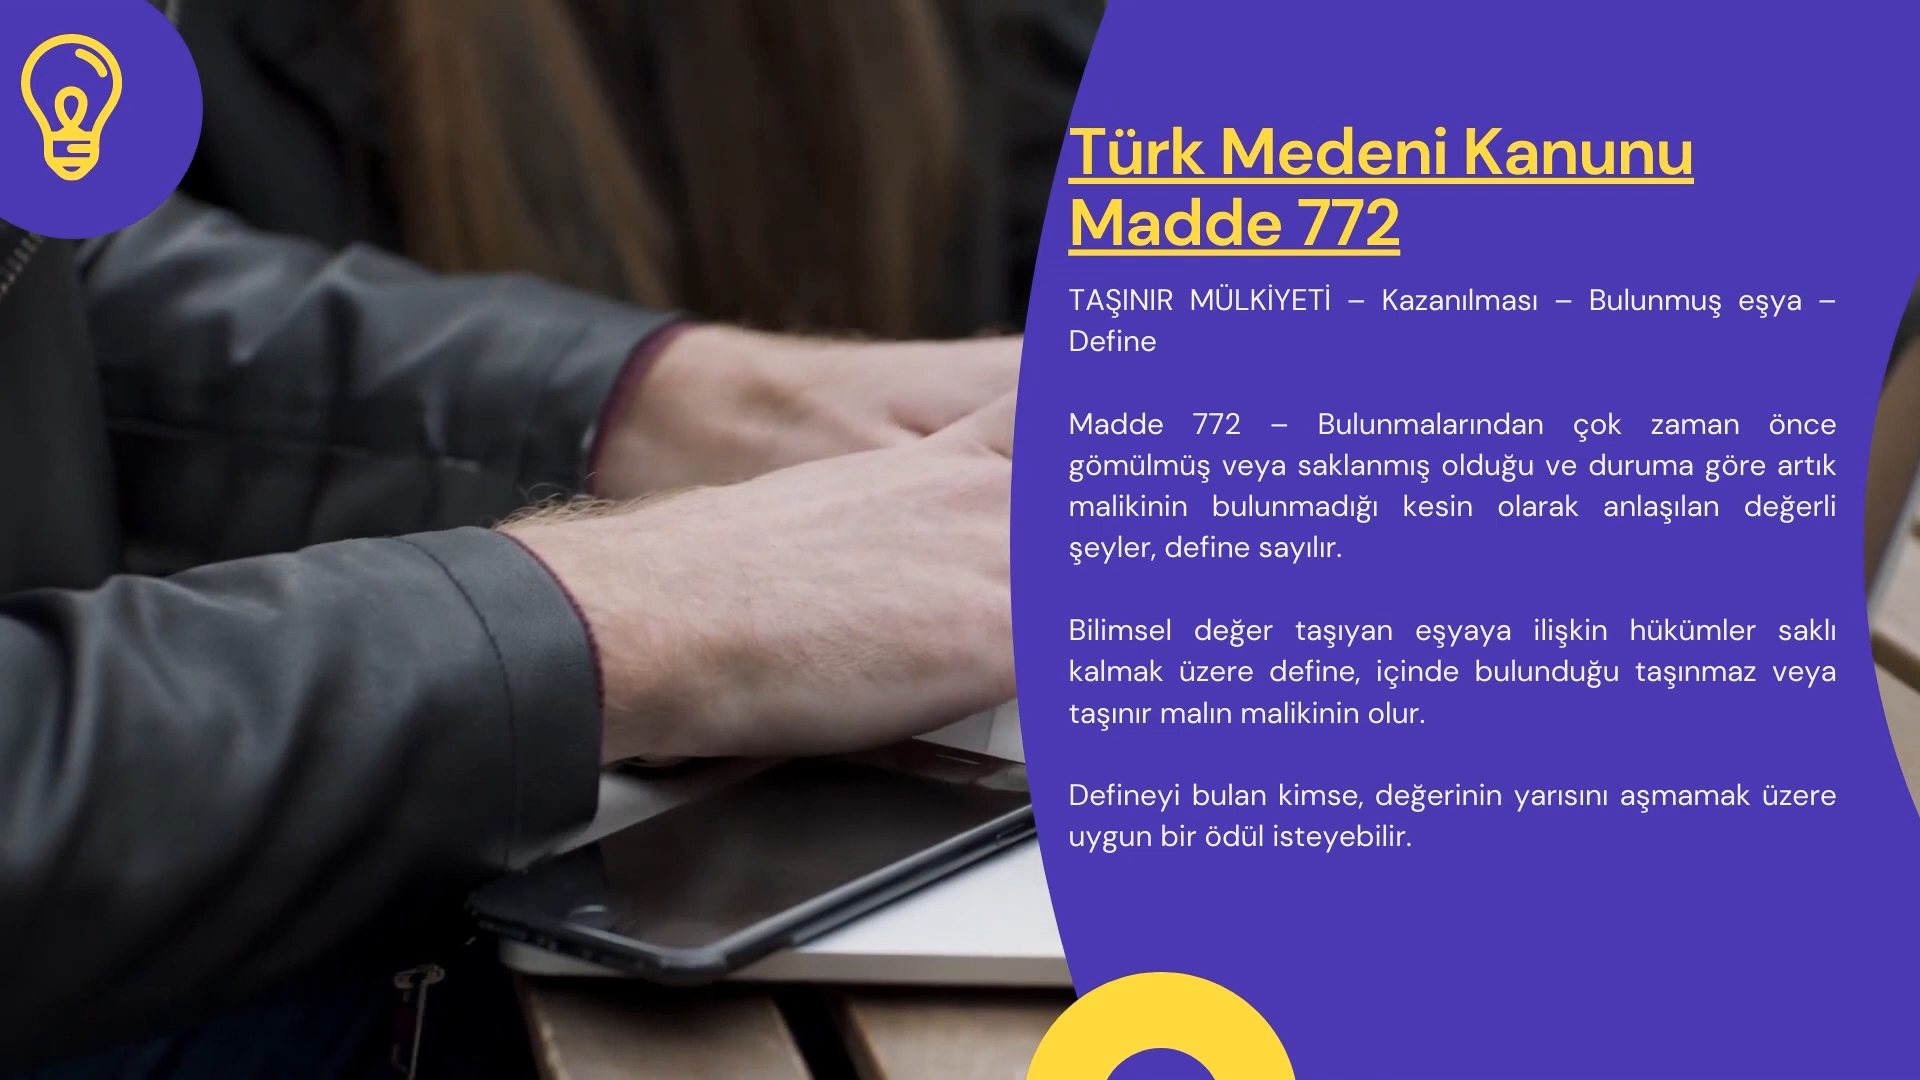 Türk Medeni Kanunu
Madde 772
TAŞINIR MÜLKİYETİ – Kazanılması – Bulunmuş eşya –
Define
Madde 772 – Bulunmalarından çok zaman önce
gömülmüş veya saklanmış olduğu ve duruma göre artık
malikinin bulunmadığı kesin olarak anlaşılan değerli
şeyler, define sayılır.
Bilimsel değer taşıyan eşyaya ilişkin hükümler saklı
kalmak üzere define, içinde bulunduğu taşınmaz veya
taşınır malın malikinin olur.
Defineyi bulan kimse, değerinin yarısını aşmamak üzere
uygun bir ödül isteyebilir.